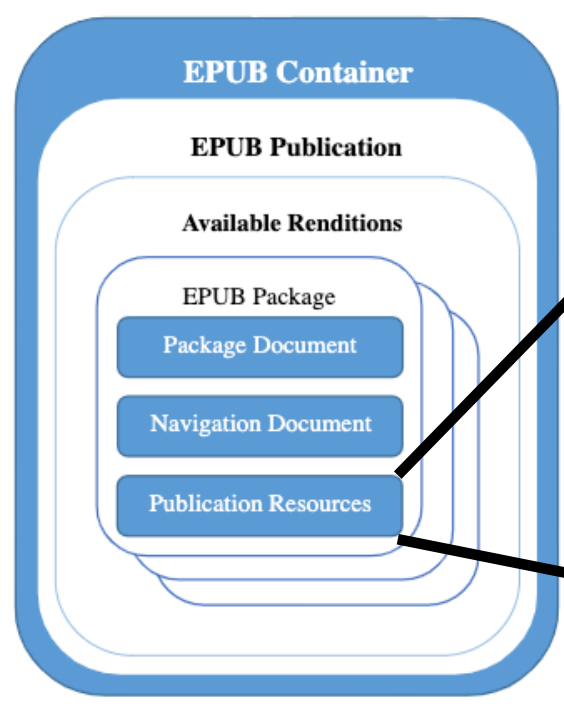 EPUB Container
EPUB Publication
Available Renditions
EPUB Package
Package Document
Navigation Document
Publication Resources